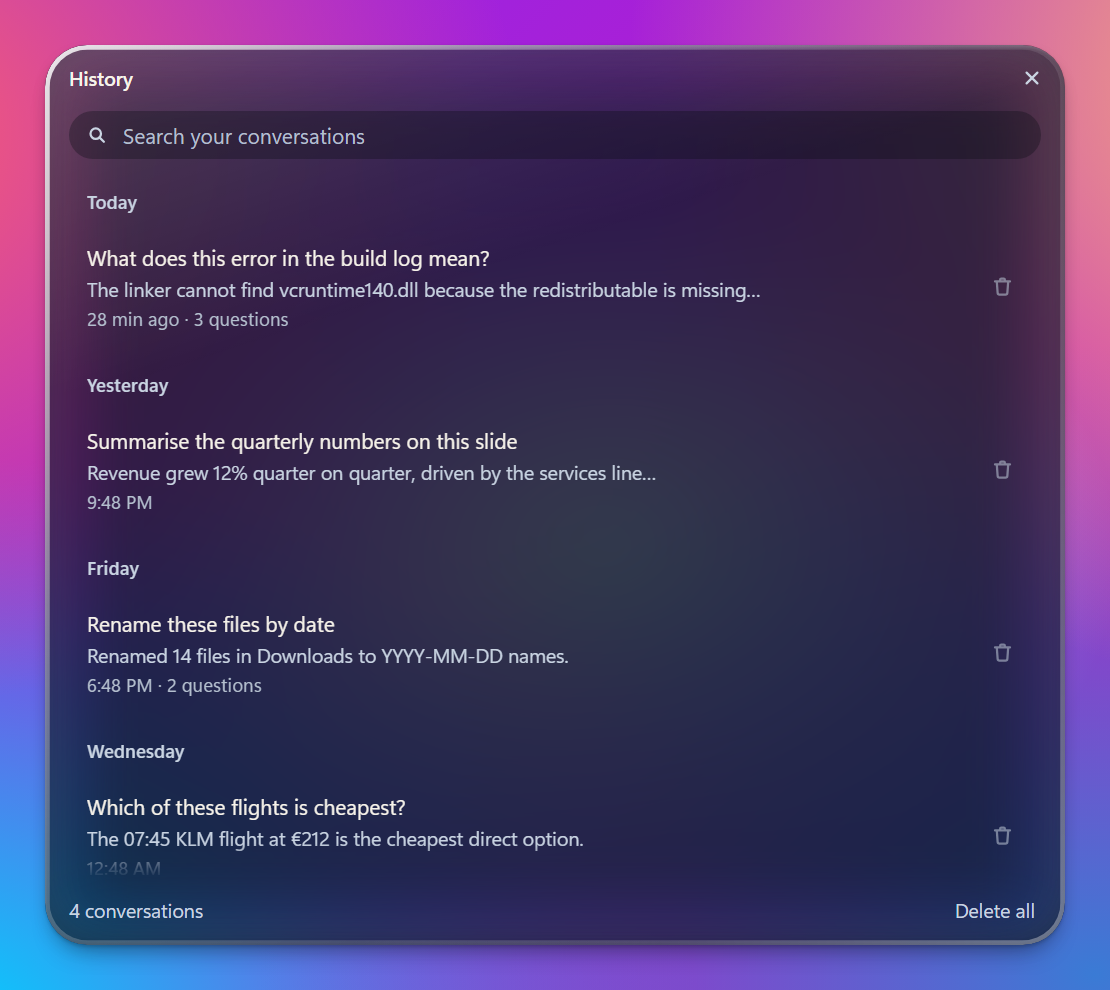 History
Search your conversations
Today
What does this error in the build log mean?
The linker cannot find vcruntime140.dll because the redistributable is missing...
28 min ago · 3 questions
Yesterday
Summarise the quarterly numbers on this slide
Revenue grew 12% quarter on quarter, driven by the services line...
9:48 PM
Friday
Rename these files by date
Renamed 14 files in Downloads to YYYY-MM-DD names.
6:48 PM · 2 questions
Wednesday
Which of these flights is cheapest?
The 07:45 KLM flight at €212 is the cheapest direct option.
12:48 AM
4 conversations
Delete all